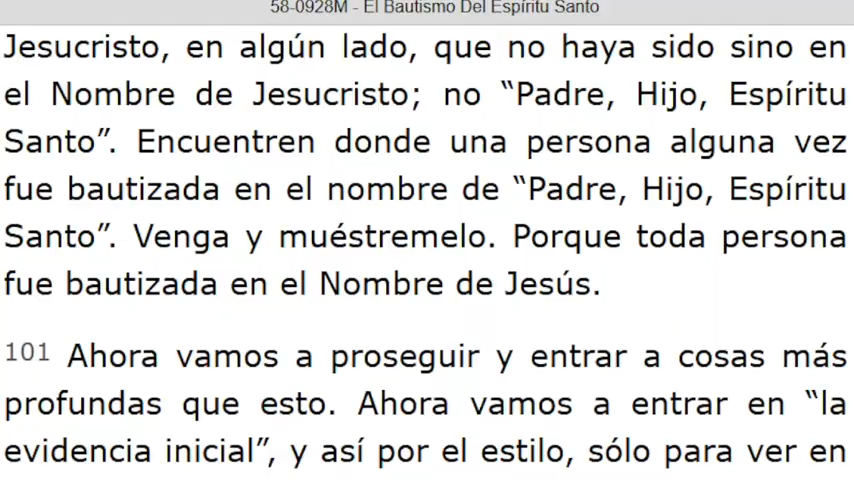 58-0928M - El Bautismo Del Espíritu Santo
Jesucristo, en algún lado, que no haya sido sino en
el Nombre de Jesucristo; no “Padre, Hijo, Espíritu
Santo”. Encuentren donde una persona alguna vez
fue bautizada en el nombre de “Padre, Hijo, Espíritu
Santo”. Venga y muéstremelo. Porque toda persona
fue bautizada en el Nombre de Jesús.
101 Ahora vamos a proseguir y entrar a cosas más
profundas que esto. Ahora vamos a entrar en “la
evidencia inicial”, y así por el estilo, sólo para ver en